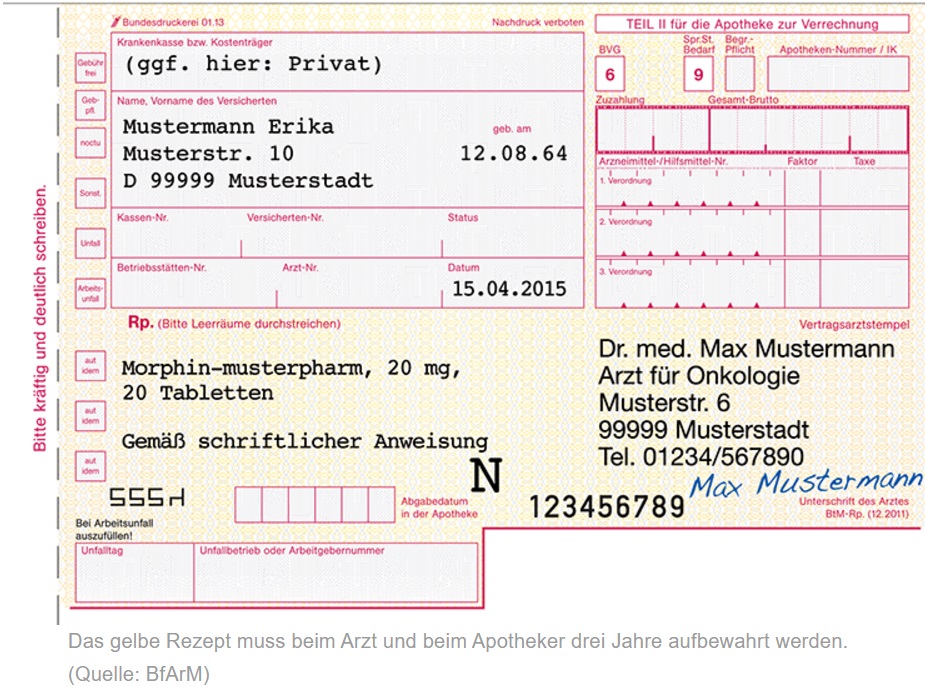 Bundesdruckerei 01.13
Nachdruck verboten
Krankenkasse bzw. Kostenträger
(ggf. hier: Privat)
Gebühr frei
Geb.-pfl.
noctu
Sonst.
Unfall
Arbeits-unfall
Name, Vorname des Versicherten
Mustermann Erika
geb. am
Musterstr. 10
12.08.64
D 99999 Musterstadt
Kassen-Nr.
Versicherten-Nr.
Status
Betriebsstätten-Nr.
Arzt-Nr.
Datum
15.04.2015
TEIL II für die Apotheke zur Verrechnung
BVG
Spr.St. Bedarf
Begr.-Pflicht
Apotheken-Nummer / IK
6
9
Zuzahlung
Gesamt-Brutto
Arzneimittel-/Hilfsmittel-Nr.
Faktor
Taxe
1. Verordnung
2. Verordnung
3. Verordnung
Bitte kräftig und deutlich schreiben.
Rp. (Bitte Leerräume durchstreichen)
Vertragsarztstempel
aut idem
Morphin-musterpharm, 20 mg,
20 Tabletten
aut idem
Gemäß schriftlicher Anweisung
aut idem
N
Dr. med. Max Mustermann
Arzt für Onkologie
Musterstr. 6
99999 Musterstadt
Tel. 01234/567890
Max Mustermann
123456789
Unterschrift des Arztes
BtM-Rp. (12.2011)
Abgabedatum
in der Apotheke
Bei Arbeitsunfall
auszufüllen!
Unfalltag
Unfallbetrieb oder Arbeitgebernummer
Das gelbe Rezept muss beim Arzt und beim Apotheker drei Jahre aufbewahrt werden.
(Quelle: BfArM)